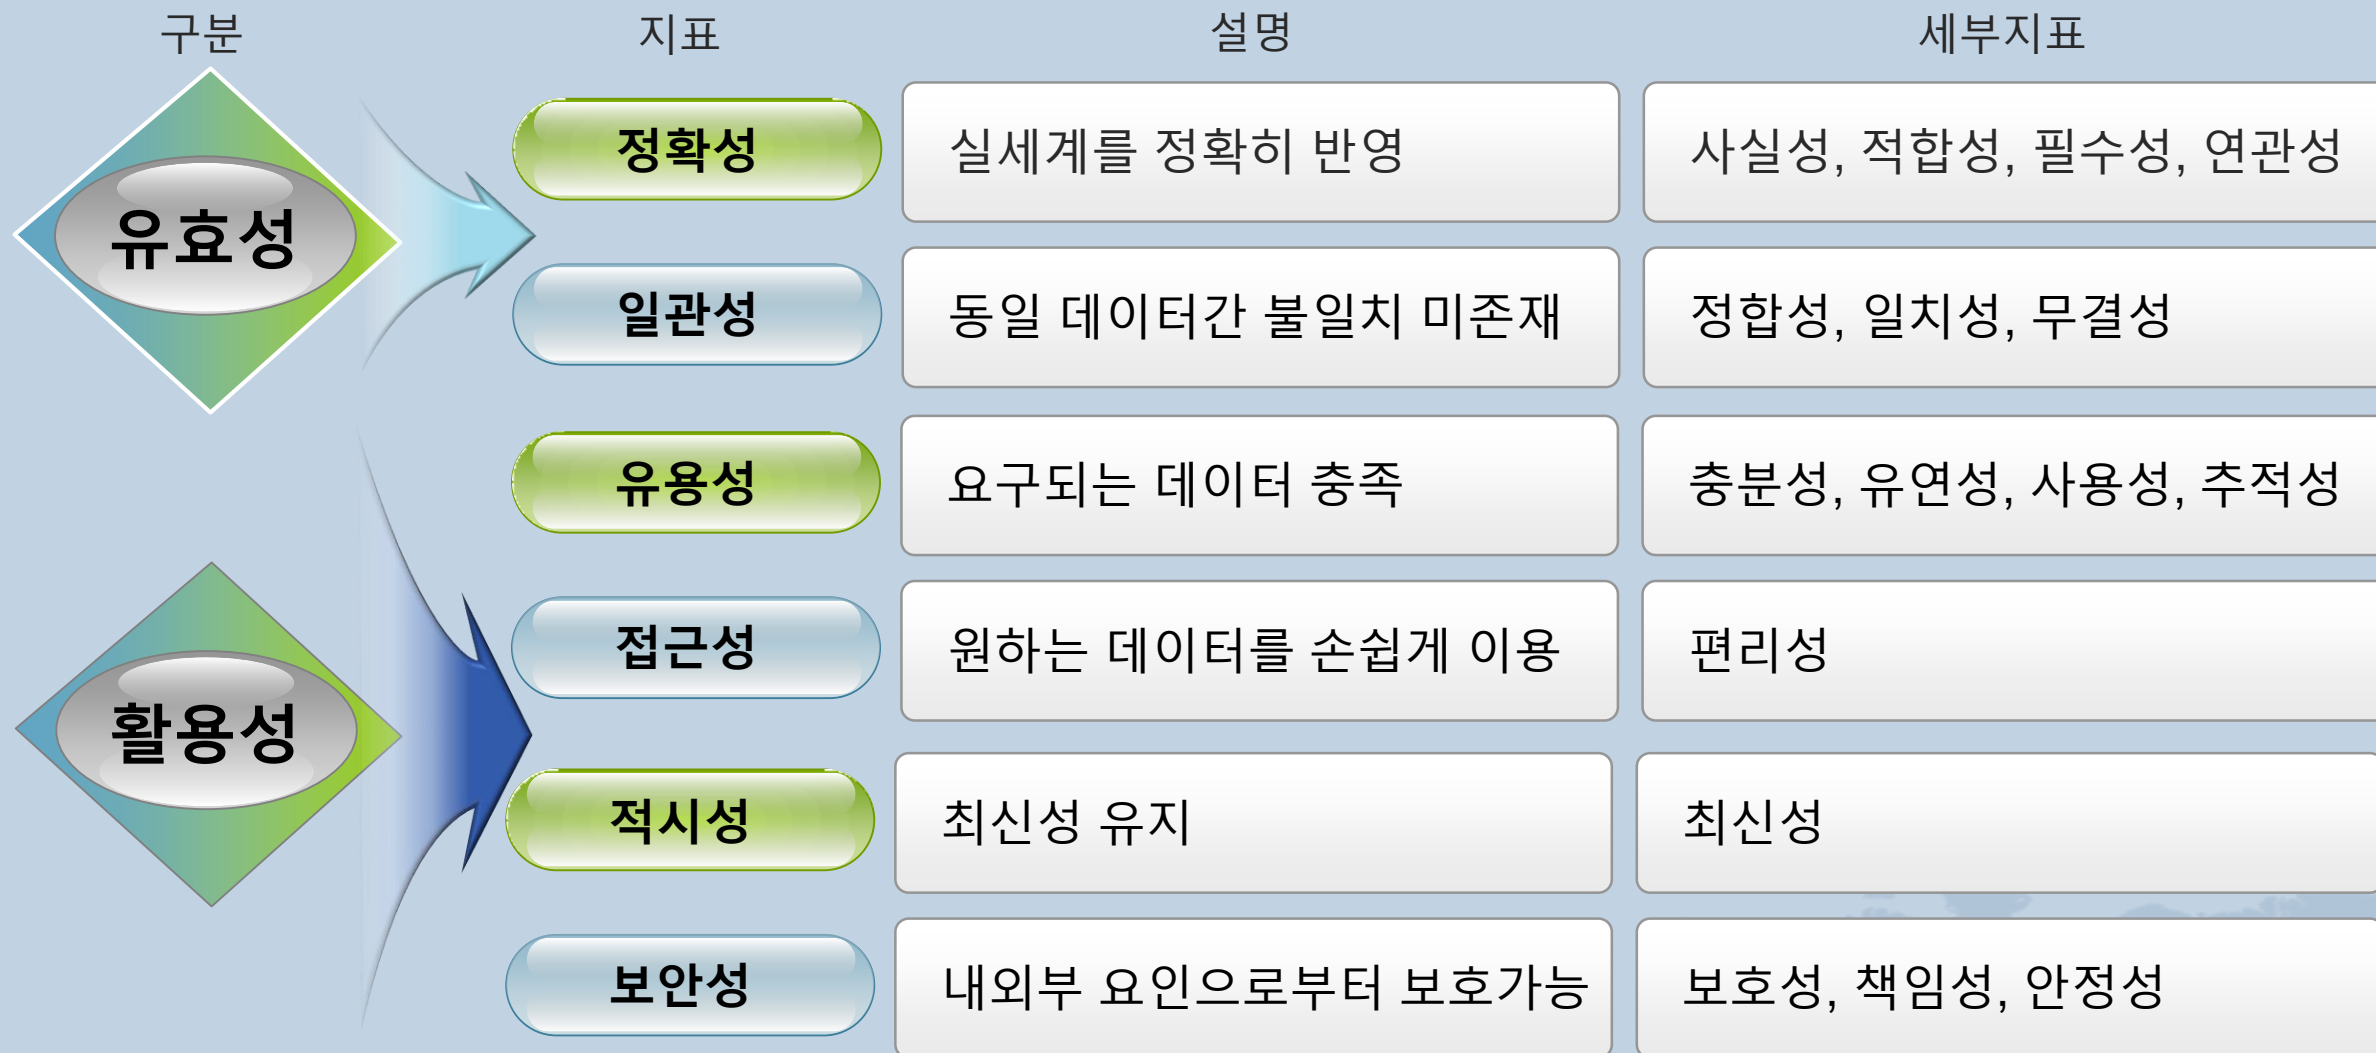 구분 지표 설명 세부지표
정확성 실세계를 정확히 반영 사실성, 적합성, 필수성, 연관성
유효성
일관성 동일 데이터간 불일치 미존재 정합성, 일치성, 무결성
유용성 요구되는 데이터 충족 충분성, 유연성, 사용성, 추적성
접근성 원하는 데이터를 손쉽게 이용 편리성
활용성
적시성 최신성 유지 최신성
보안성 내외부 요인으로부터 보호가능 보호성, 책임성, 안정성